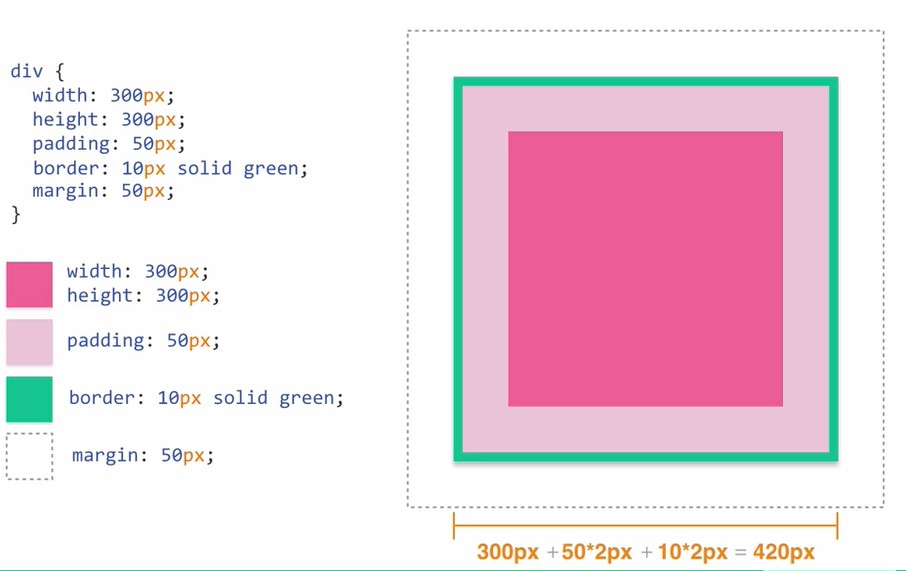 div {
width: 300px;
height: 300px;
padding: 50px;
border: 10px solid green;
margin: 50px;
}
width: 300px;
height: 300px;
padding: 50px;
border: 10px solid green;
margin: 50px;
300px +50*2px + 10*2px = 420px